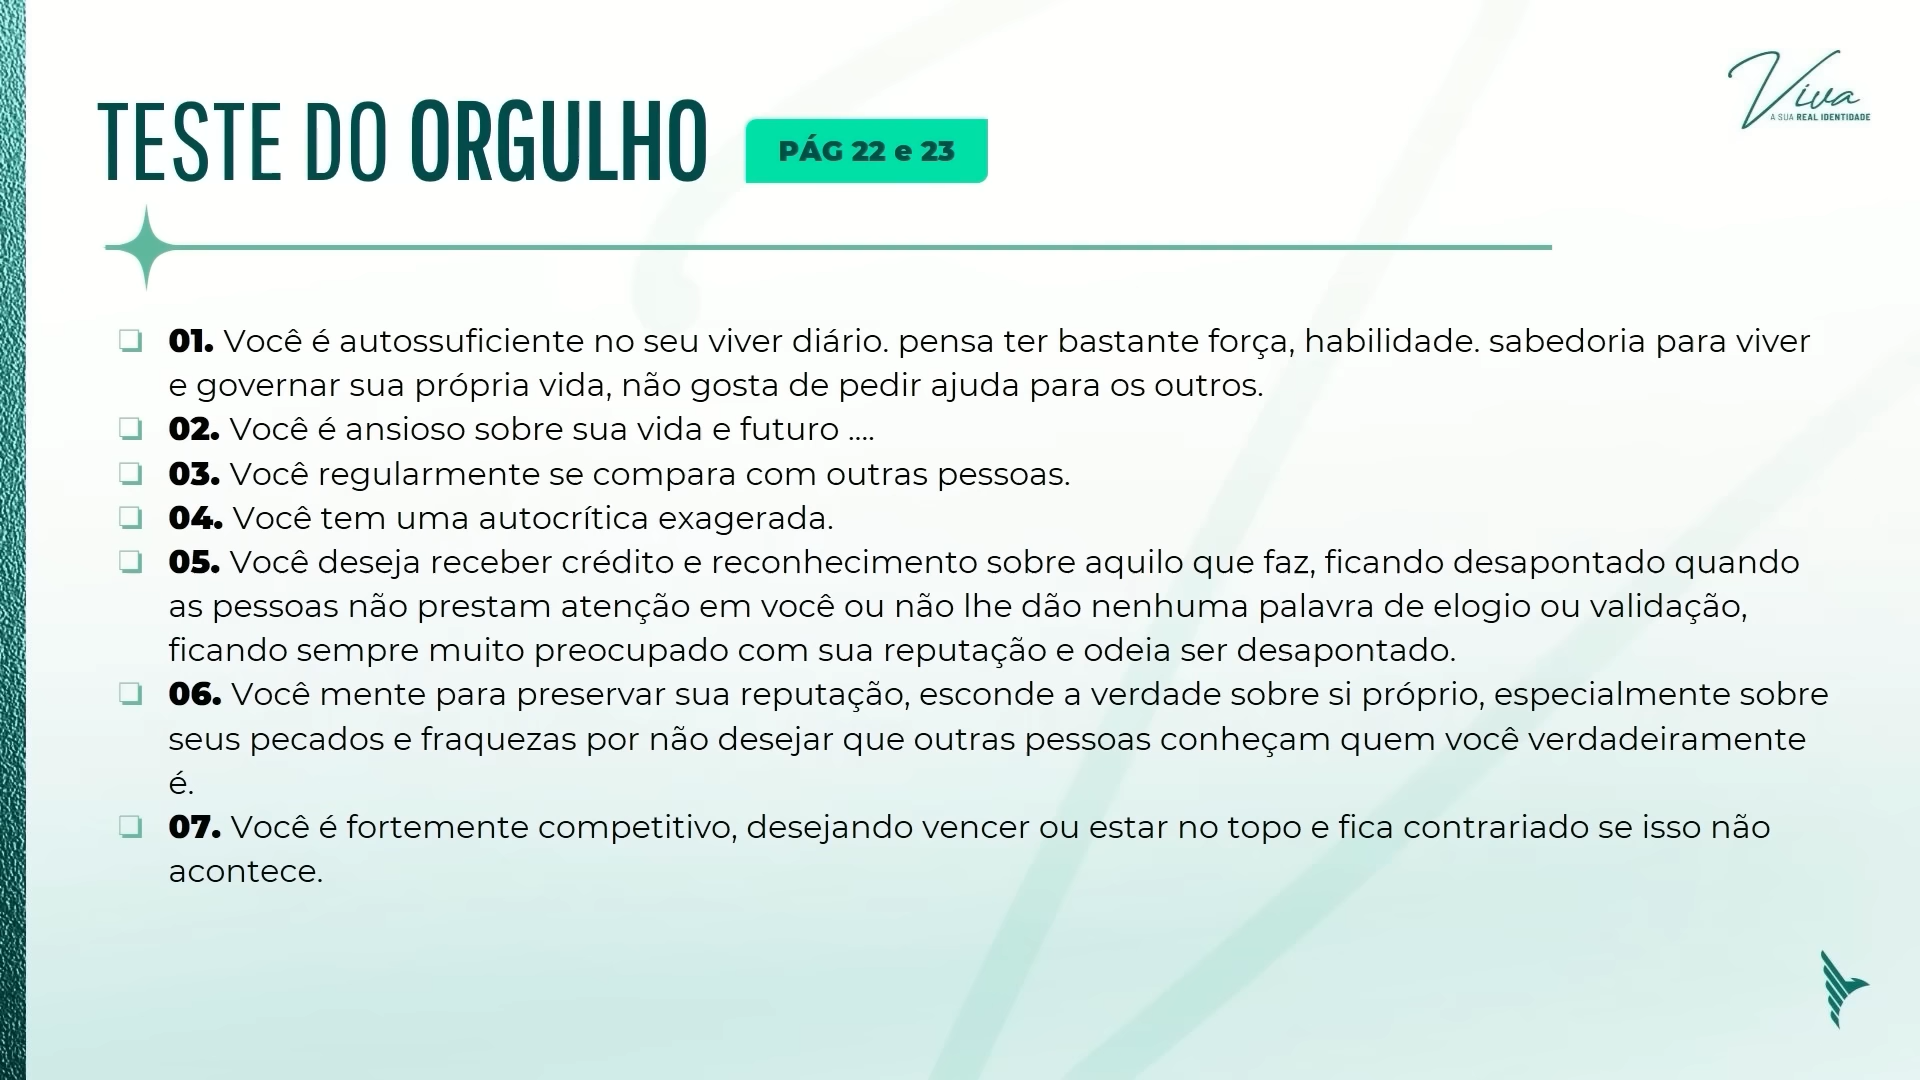 TESTE DO ORGULHO
PÁG 22 e 23
Viva
A SUA REAL IDENTIDADE
01. Você é autossuficiente no seu viver diário. pensa ter bastante força, habilidade. sabedoria para viver
e governar sua própria vida, não gosta de pedir ajuda para os outros.
02. Você é ansioso sobre sua vida e futuro ....
03. Você regularmente se compara com outras pessoas.
04. Você tem uma autocrítica exagerada.
05. Você deseja receber crédito e reconhecimento sobre aquilo que faz, ficando desapontado quando
as pessoas não prestam atenção em você ou não lhe dão nenhuma palavra de elogio ou validação,
ficando sempre muito preocupado com sua reputação e odeia ser desapontado.
06. Você mente para preservar sua reputação, esconde a verdade sobre si próprio, especialmente sobre
seus pecados e fraquezas por não desejar que outras pessoas conheçam quem você verdadeiramente
é.
07. Você é fortemente competitivo, desejando vencer ou estar no topo e fica contrariado se isso não
acontece.